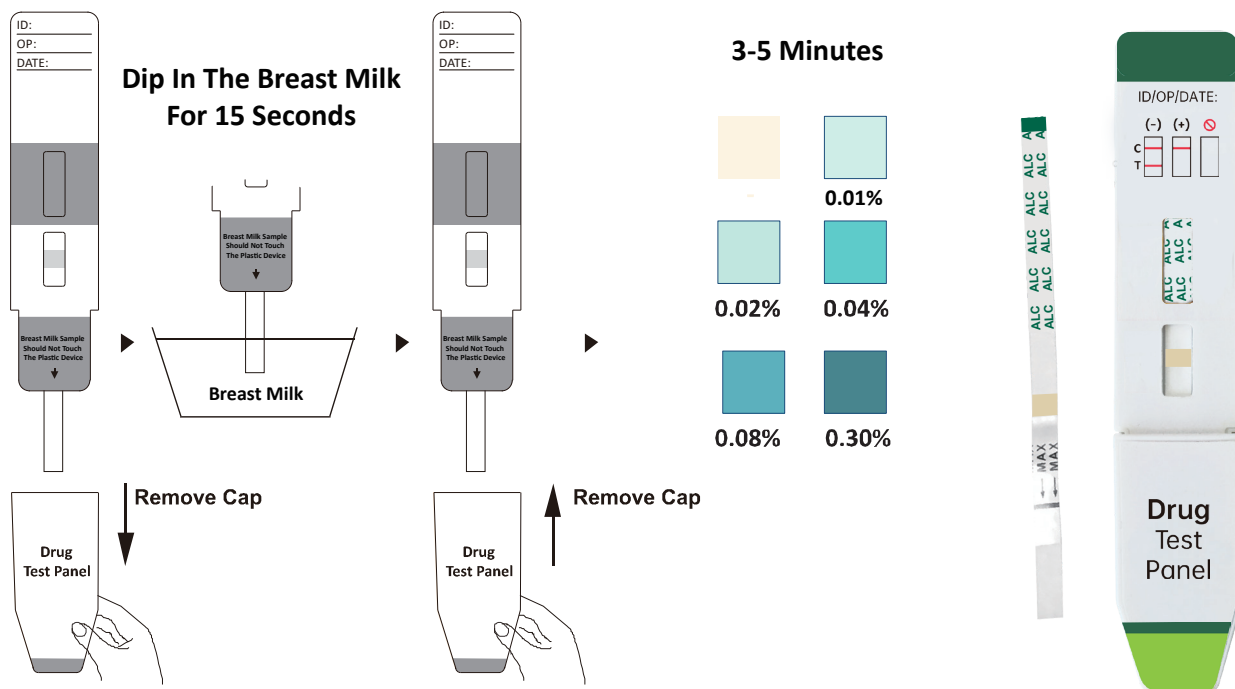 ID:
OP:
DATE:
Dip In The Breast Milk
For 15 Seconds
Breast Milk Sample
Should Not Touch
The Plastic Device
Breast Milk Sample
Should Not Touch
The Plastic Device
Breast Milk
Remove Cap
Drug
Test Panel
ID:
OP:
DATE:
Breast Milk Sample
Should Not Touch
The Plastic Device
Remove Cap
Drug
Test Panel
3-5 Minutes
0.01%
0.02%
0.04%
0.08%
0.30%
A A
ALC ALC
ALC ALC
ALC ALC
ALC ALC
ALC ALC
MAX
MAX
ID/OP/DATE:
(-) (+)
C
T
A A A
ALC ALC ALC
ALC ALC
Drug
Test
Panel